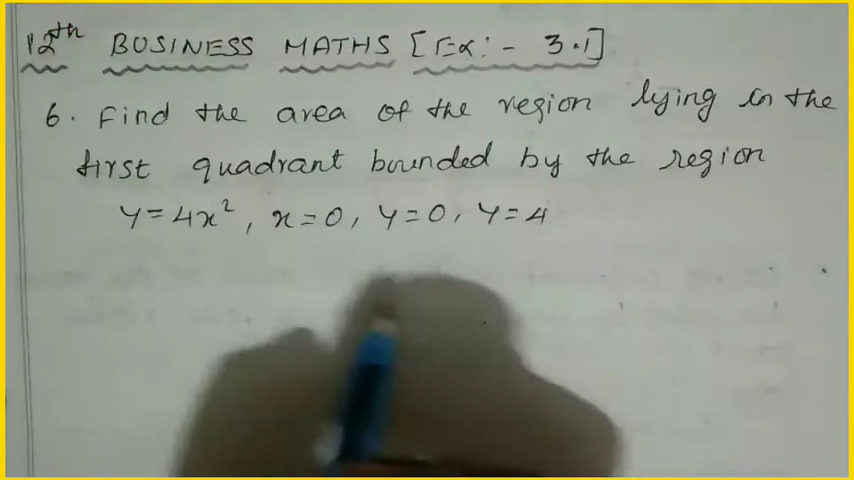 12th BUSINESS MATHS [Ex:- 3.1]
6. Find the area of the region lying in the
first quadrant bounded by the region
y=4x², x=0, y=0, y=4